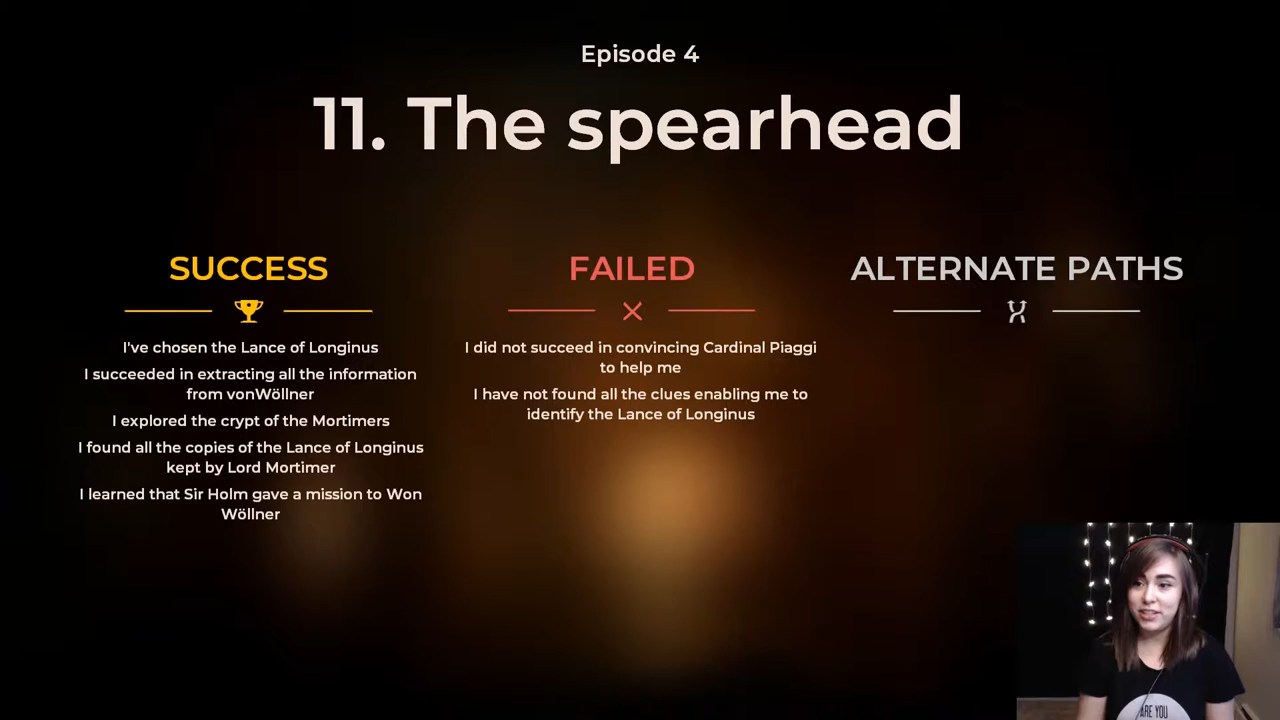 Episode 4
11. The spearhead
SUCCESS
I've chosen the Lance of Longinus
I succeeded in extracting all the information
from vonWöllner
I explored the crypt of the Mortimers
I found all the copies of the Lance of Longinus
kept by Lord Mortimer
I learned that Sir Holm gave a mission to Won
Wöllner
FAILED
I did not succeed in convincing Cardinal Piaggi
to help me
I have not found all the clues enabling me to
identify the Lance of Longinus
ALTERNATE PATHS
ARE YOU